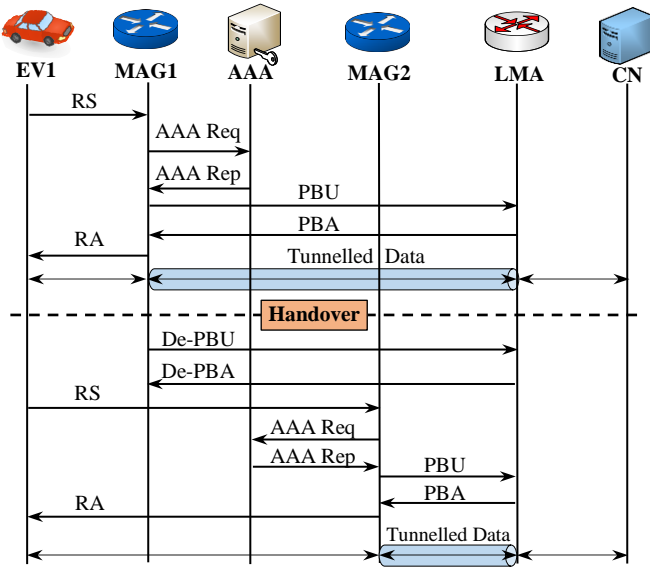 EV1 MAG1 AAA MAG2 LMA CN
RS
AAA Req
AAA Rep
PBU
PBA
RA
Tunnelled Data
Handover
De-PBU
De-PBA
RS
AAA Req
AAA Rep
PBU
PBA
RA
Tunnelled Data